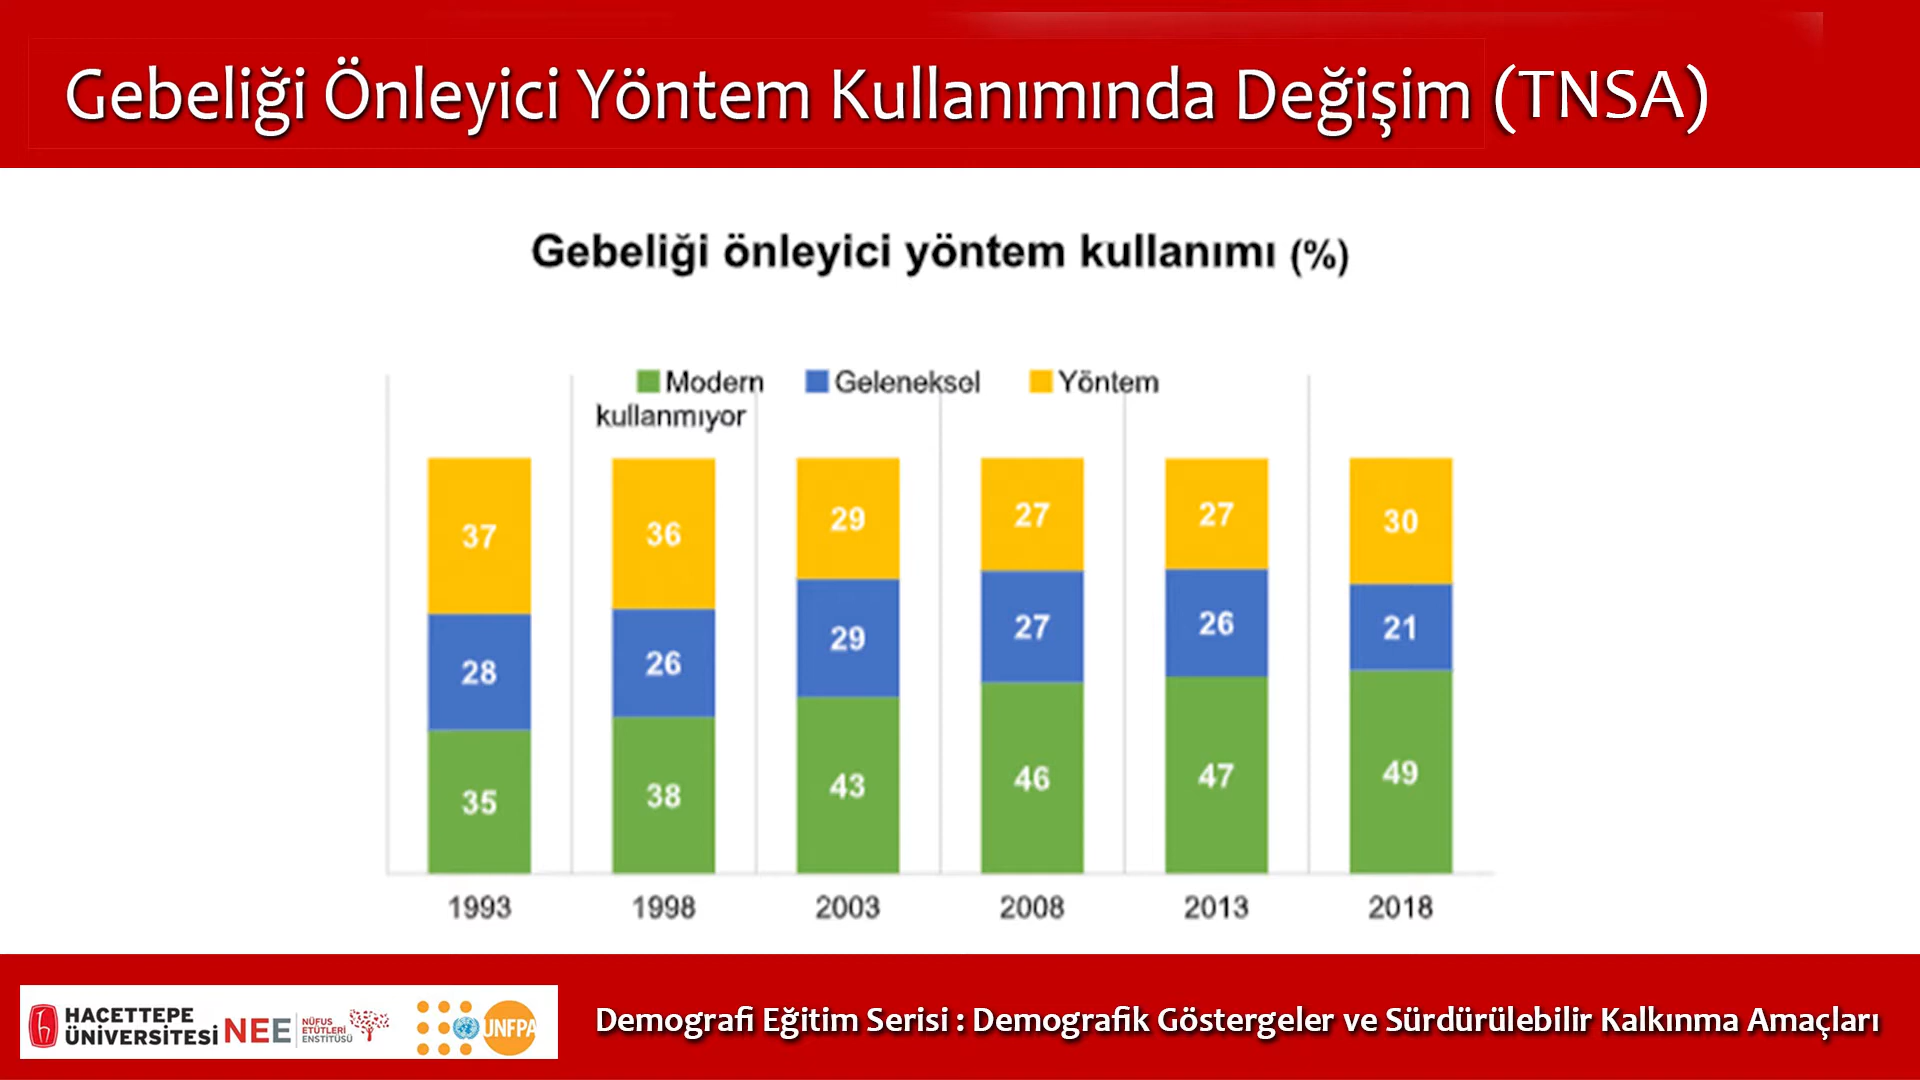 Gebeliği Önleyici Yöntem Kullanımında Değişim (TNSA)
Gebeliği önleyici yöntem kullanımı (%)
Modern Geleneksel Yöntem
kullanmıyor
37 36 29 27 27 30
28 26 29 27 26 21
35 38 43 46 47 49
1993 1998 2003 2008 2013 2018
HACETTEPE
ÜNİVERSİTESİ
NEE
NÜFUS
ETÜTLERİ
ENSTİTÜSÜ
UNFPA
Demografi Eğitim Serisi : Demografik Göstergeler ve Sürdürülebilir Kalkınma Amaçları